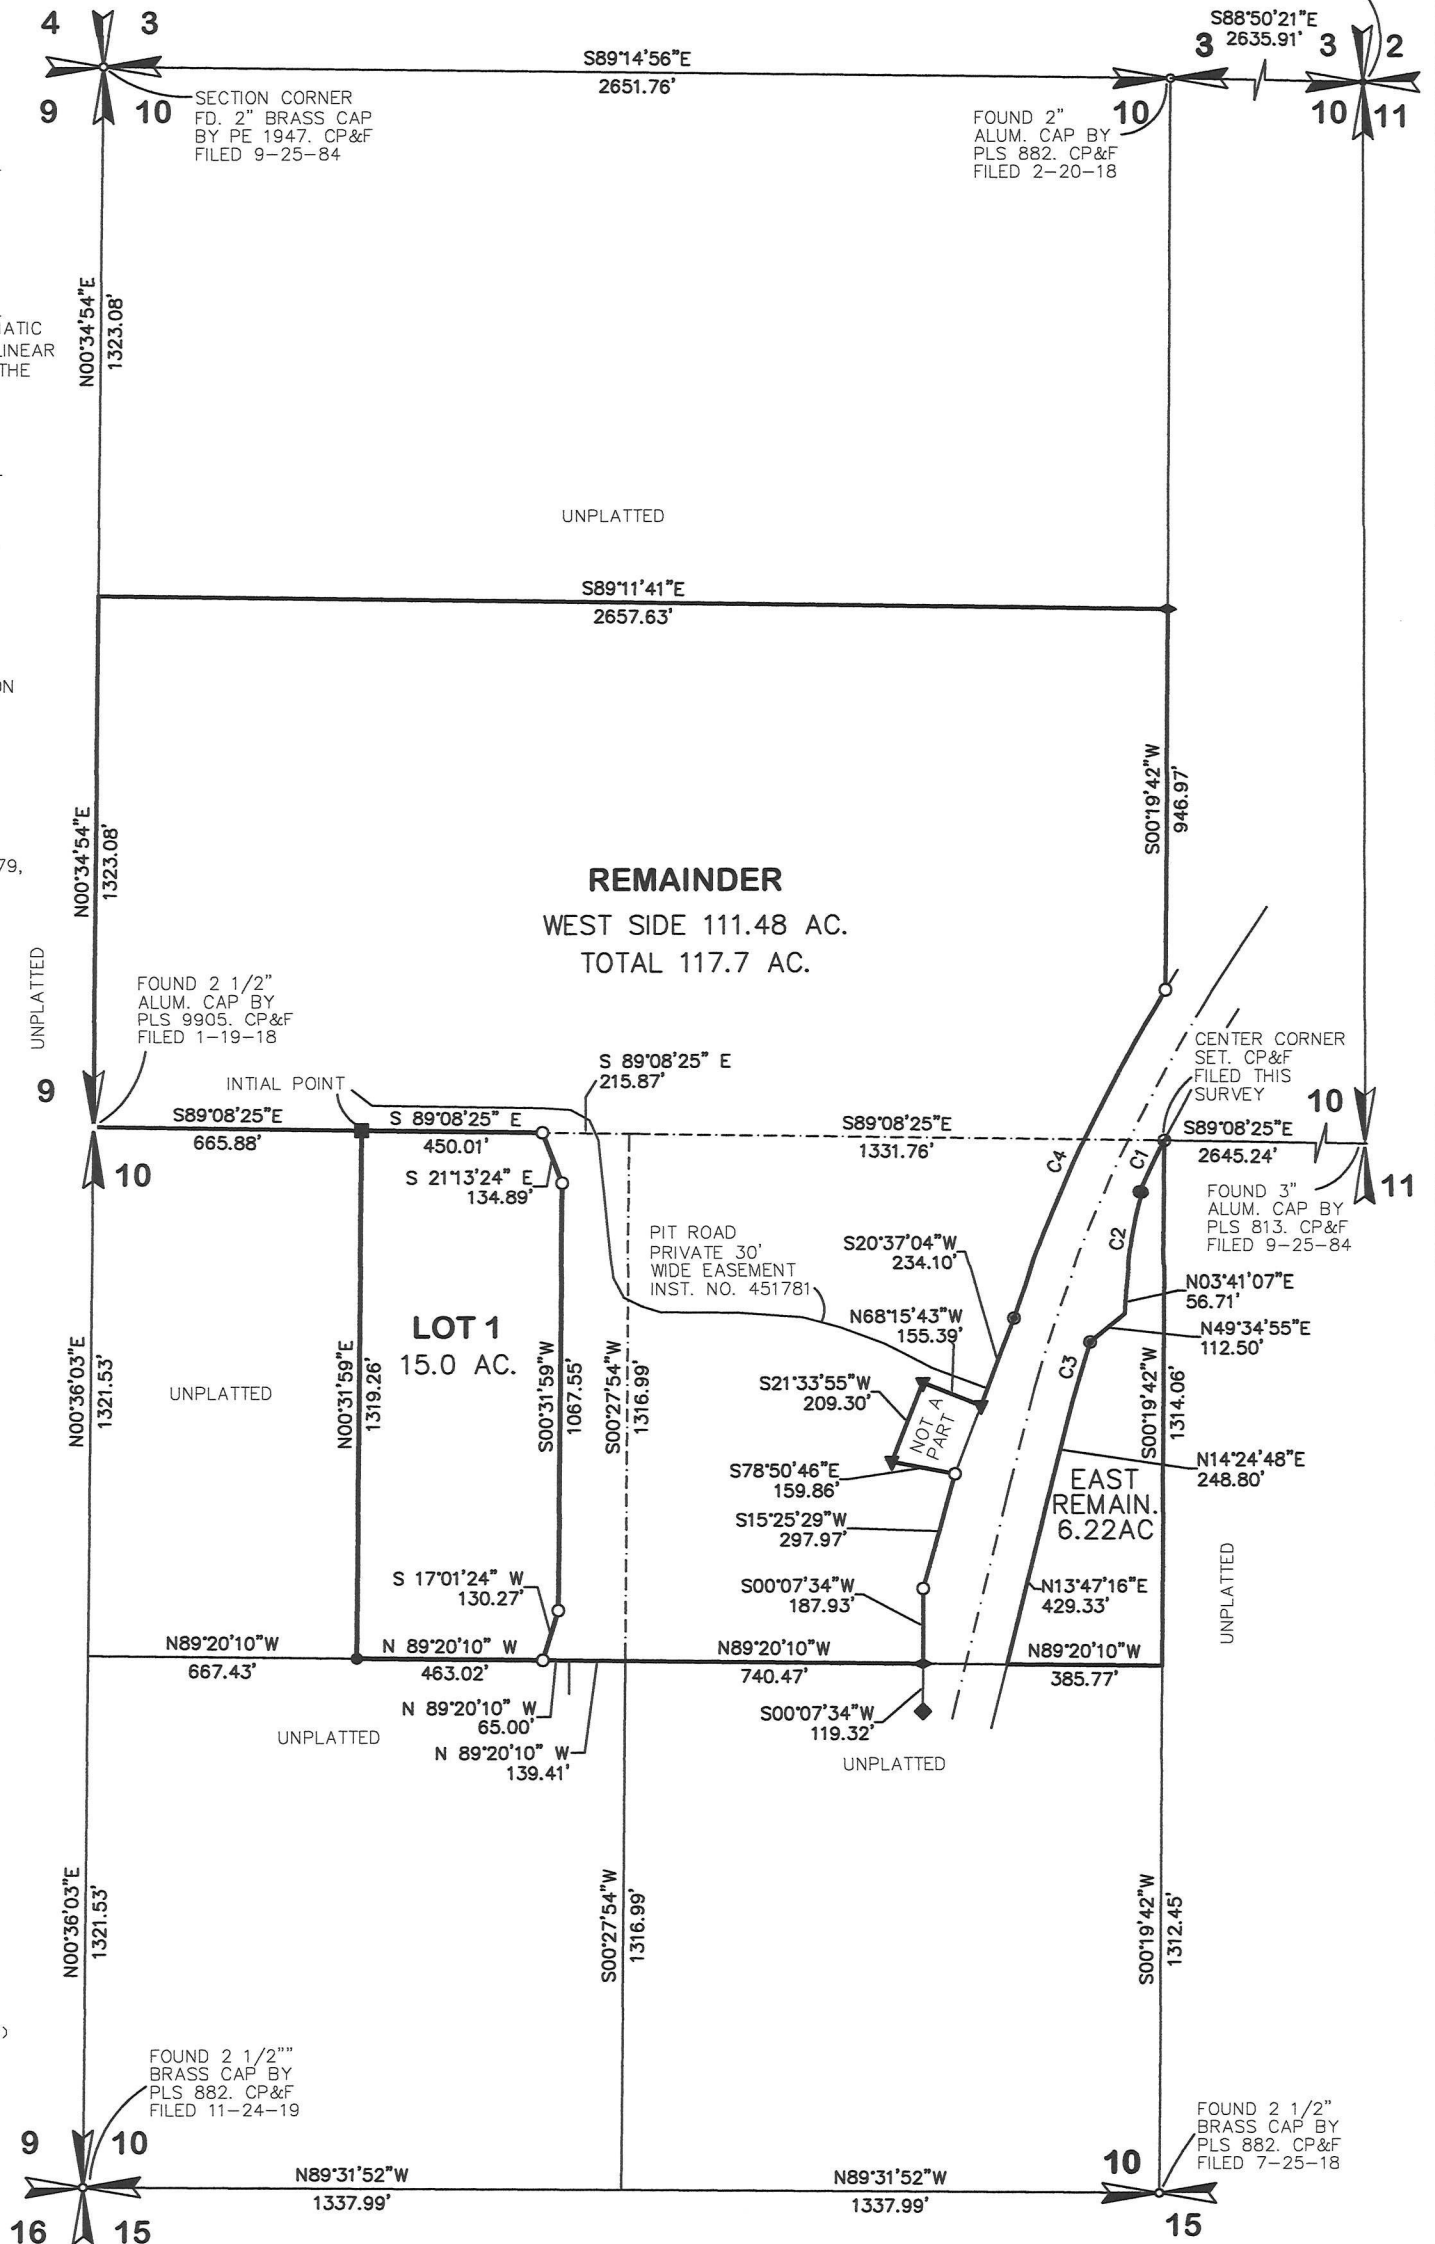 4
3
S88°50'21"E
2635.91'
3
3
2
S89°14'56"E
2651.76'
9
10
10
10
11
SECTION CORNER
FD. 2" BRASS CAP
BY PE 1947. CP&F
FILED 9-25-84
FOUND 2"
ALUM. CAP BY
PLS 882. CP&F
FILED 2-20-18
N00°34'54"E
1323.08'
MATIC
LINEAR
THE
UNPLATTED
S89°11'41"E
2657.63'
ON
S00°19'42"W
946.97'
N00°34'54"E
1323.08'
79,
REMAINDER
WEST SIDE 111.48 AC.
TOTAL 117.7 AC.
UNPLATTED
FOUND 2 1/2"
ALUM. CAP BY
PLS 9905. CP&F
FILED 1-19-18
CENTER CORNER
SET. CP&F
FILED THIS
SURVEY
9
INTIAL POINT
S 89°08'25" E
215.87'
10
S89°08'25"E
665.88'
S 89°08'25" E
450.01'
S89°08'25"E
1331.76'
S89°08'25"E
2645.24'
10
11
S 21°13'24" E
134.89'
C4
C1
FOUND 3"
ALUM. CAP BY
PLS 813. CP&F
FILED 9-25-84
PIT ROAD
PRIVATE 30'
WIDE EASEMENT
INST. NO. 451781
S20°37'04"W
234.10'
C2
N03°41'07"E
56.71'
N68°15'43"W
155.39'
N49°34'55"E
112.50'
LOT 1
15.0 AC.
N00°36'03"E
1321.53'
UNPLATTED
N00°31'59"E
1319.26'
S00°31'59"W
1067.55'
S00°27'54"W
1316.99'
S21°33'55"W
209.30'
NOT A
PART
C3
S00°19'42"W
1314.06'
S78°50'46"E
159.86'
N14°24'48"E
248.80'
EAST
REMAIN.
6.22AC
S15°25'29"W
297.97'
UNPLATTED
S 17°01'24" W
130.27'
S00°07'34"W
187.93'
N13°47'16"E
429.33'
N89°20'10"W
667.43'
N 89°20'10" W
463.02'
N89°20'10"W
740.47'
N89°20'10"W
385.77'
N 89°20'10" W
65.00'
S00°07'34"W
119.32'
UNPLATTED
N 89°20'10" W
139.41'
UNPLATTED
N00°36'03"E
1321.53'
S00°27'54"W
1316.99'
S00°19'42"W
1312.45'
FOUND 2 1/2""
BRASS CAP BY
PLS 882. CP&F
FILED 11-24-19
FOUND 2 1/2"
BRASS CAP BY
PLS 882. CP&F
FILED 7-25-18
9
10
10
N89°31'52"W
1337.99'
N89°31'52"W
1337.99'
16
15
15